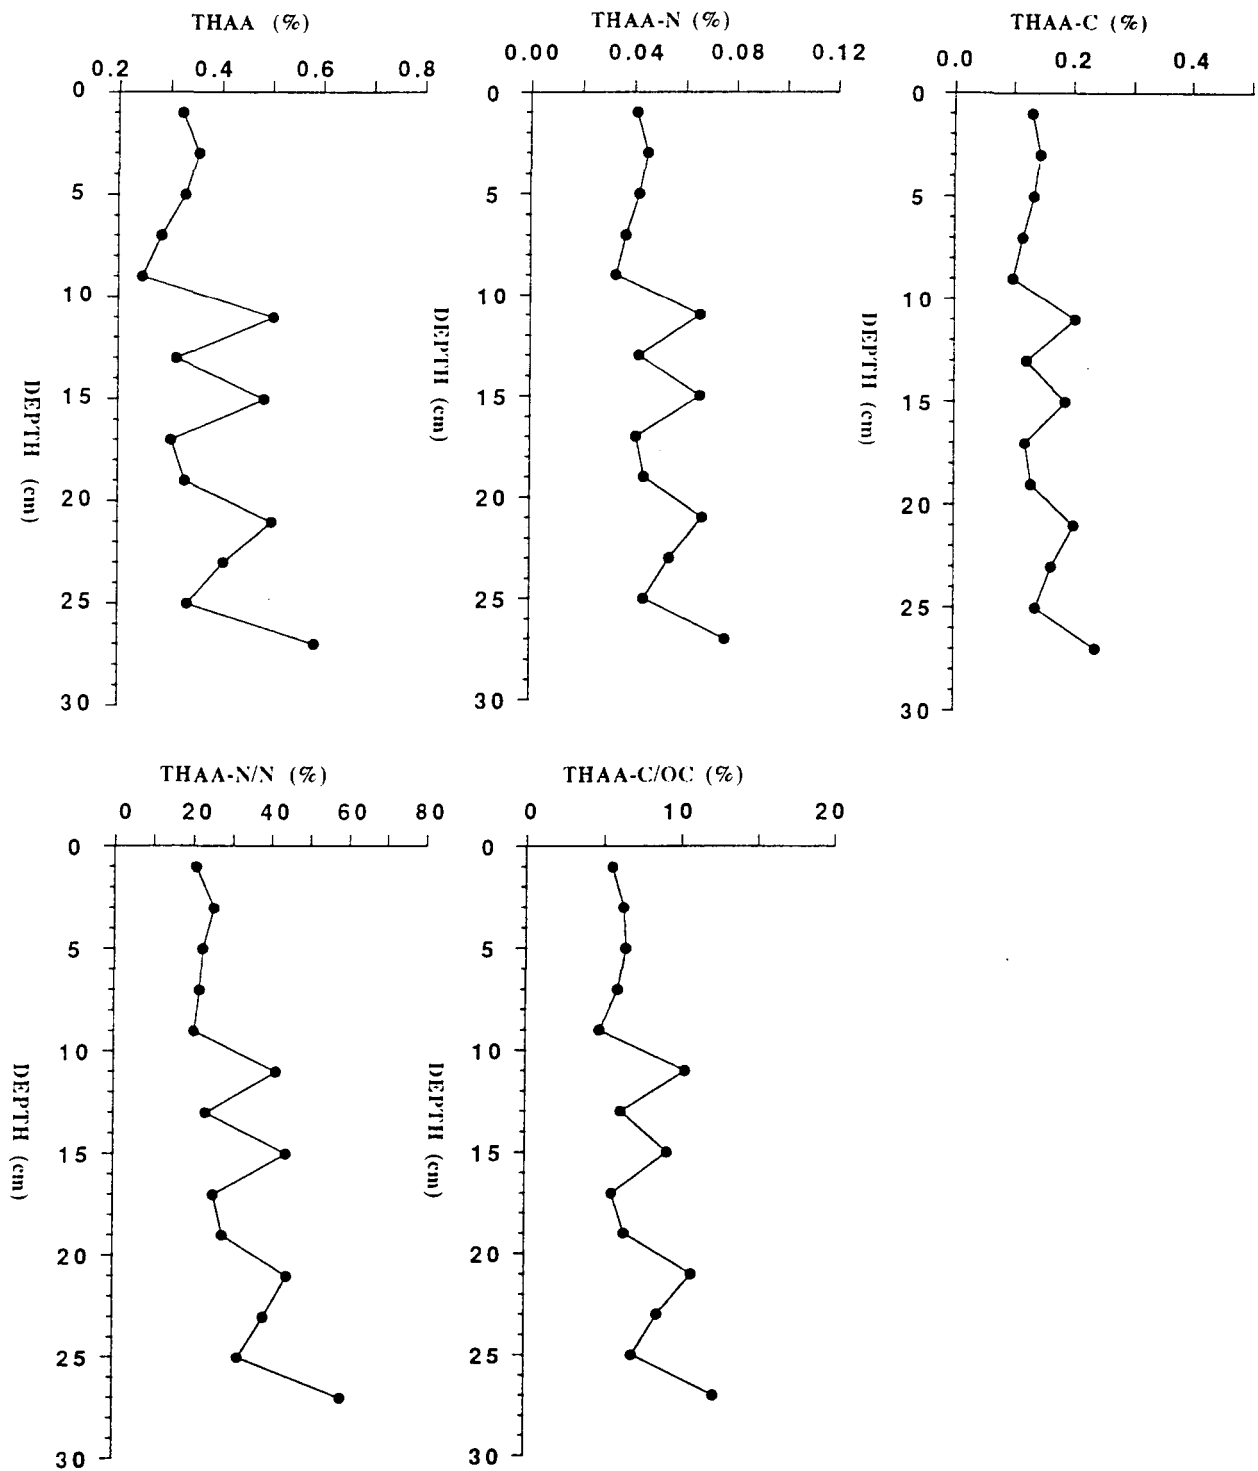 THAA (%)
0.2 0.4 0.6 0.8
0
5
10
15
20
25
30
DEPTH (cm)
THAA-N (%)
0.00 0.04 0.08 0.12
0
5
10
15
20
25
30
DEPTH (cm)
THAA-C (%)
0.0 0.2 0.4
0
5
10
15
20
25
30
DEPTH (cm)
THAA-N/N (%)
0 20 40 60 80
0
5
10
15
20
25
30
DEPTH (cm)
THAA-C/OC (%)
0 10 20
0
5
10
15
20
25
30
DEPTH (cm)